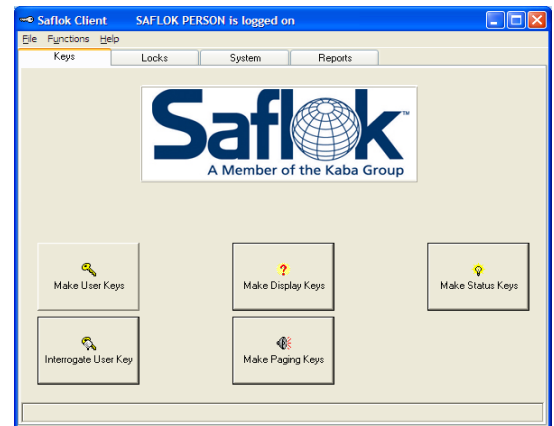 Saflok Client SAFLOK PERSON is logged on
File Functions Help
Keys Locks System Reports
Saflok™
A Member of the Kaba Group
Make User Keys Make Display Keys Make Status Keys
Interrogate User Key Make Paging Keys